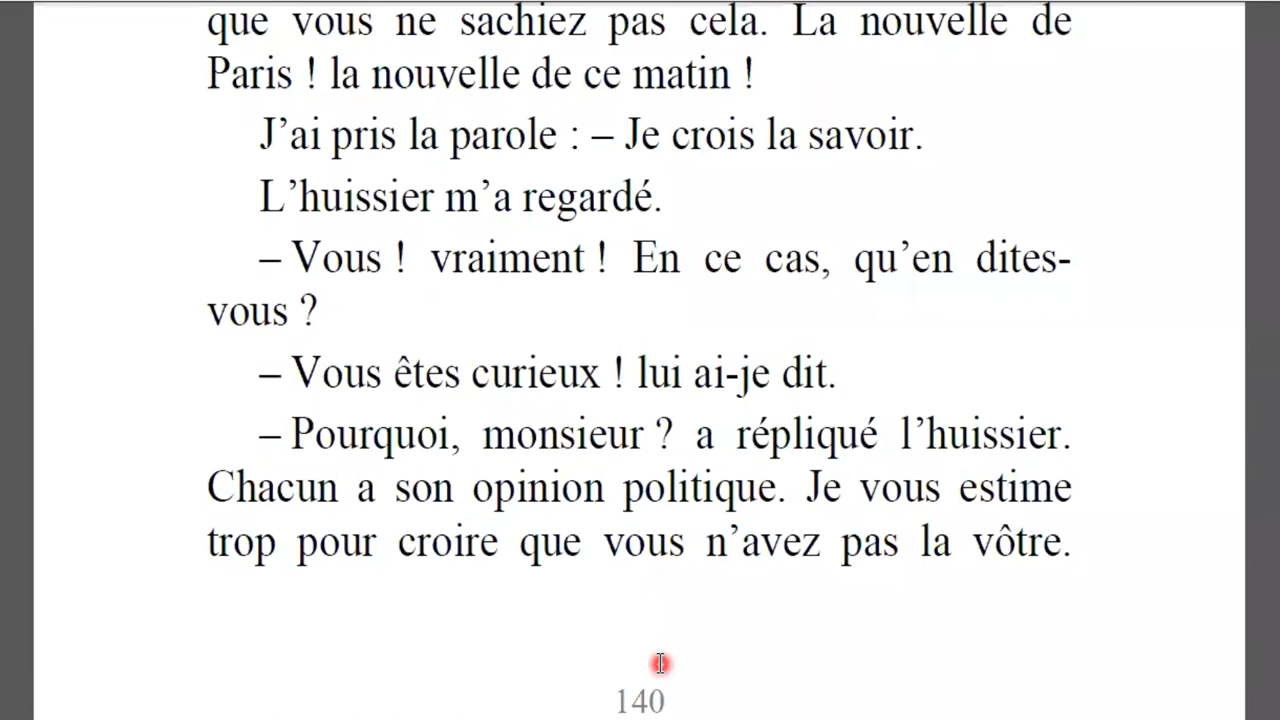 que vous ne sachiez pas cela. La nouvelle de
Paris ! la nouvelle de ce matin !
J’ai pris la parole : – Je crois la savoir.
L’huissier m’a regardé.
– Vous ! vraiment ! En ce cas, qu’en dites-
vous ?
– Vous êtes curieux ! lui ai-je dit.
– Pourquoi, monsieur ? a répliqué l’huissier.
Chacun a son opinion politique. Je vous estime
trop pour croire que vous n’avez pas la vôtre.
140